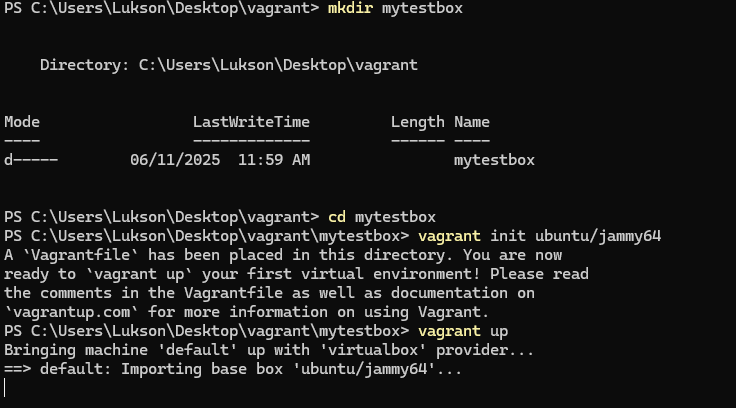 PS C:\Users\Lukson\Desktop\vagrant> mkdir mytestbox
Directory: C:\Users\Lukson\Desktop\vagrant
Mode                 LastWriteTime         Length Name
----                 -------------         ------ ----
d-----        06/11/2025  11:59 AM                mytestbox
PS C:\Users\Lukson\Desktop\vagrant> cd mytestbox
PS C:\Users\Lukson\Desktop\vagrant\mytestbox> vagrant init ubuntu/jammy64
A `Vagrantfile` has been placed in this directory. You are now
ready to `vagrant up` your first virtual environment! Please read
the comments in the Vagrantfile as well as documentation on
`vagrantup.com` for more information on using Vagrant.
PS C:\Users\Lukson\Desktop\vagrant\mytestbox> vagrant up
Bringing machine 'default' up with 'virtualbox' provider...
==> default: Importing base box 'ubuntu/jammy64'...